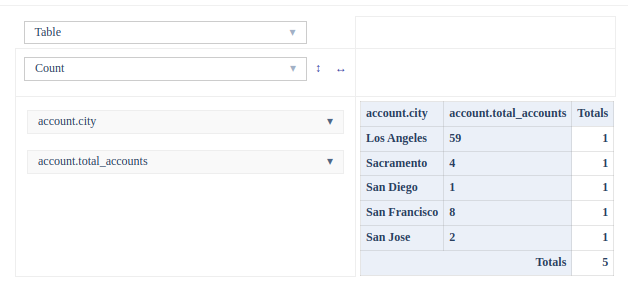 Table
Count
account.city
account.total_accounts
account.city account.total_accounts Totals
Los Angeles 59 1
Sacramento 4 1
San Diego 1 1
San Francisco 8 1
San Jose 2 1
Totals 5